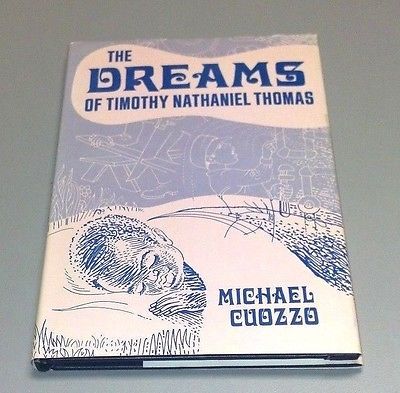 THE
DREAMS
OF TIMOTHY NATHANIEL THOMAS
MICHAEL
CUOZZO